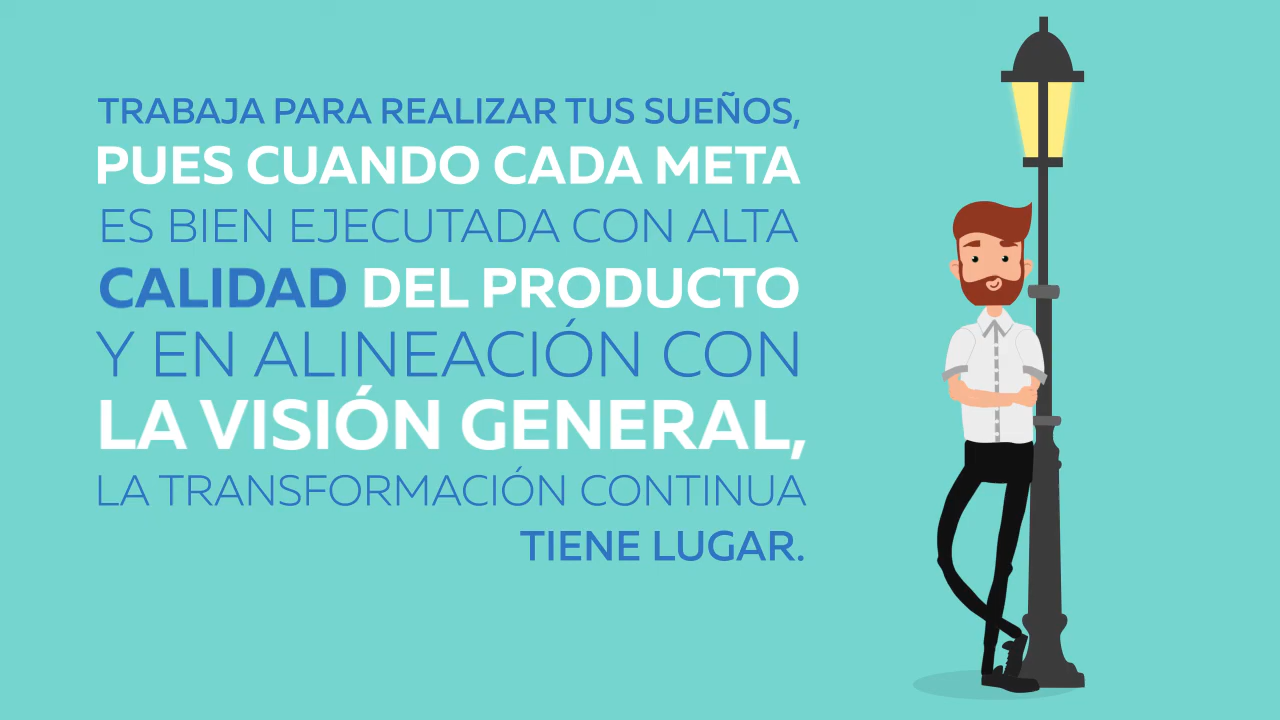 TRABAJA PARA REALIZAR TUS SUEÑOS,
PUES CUANDO CADA META
ES BIEN EJECUTADA CON ALTA
CALIDAD DEL PRODUCTO
Y EN ALINEACIÓN CON
LA VISIÓN GENERAL,
LA TRANSFORMACIÓN CONTINUA
TIENE LUGAR.